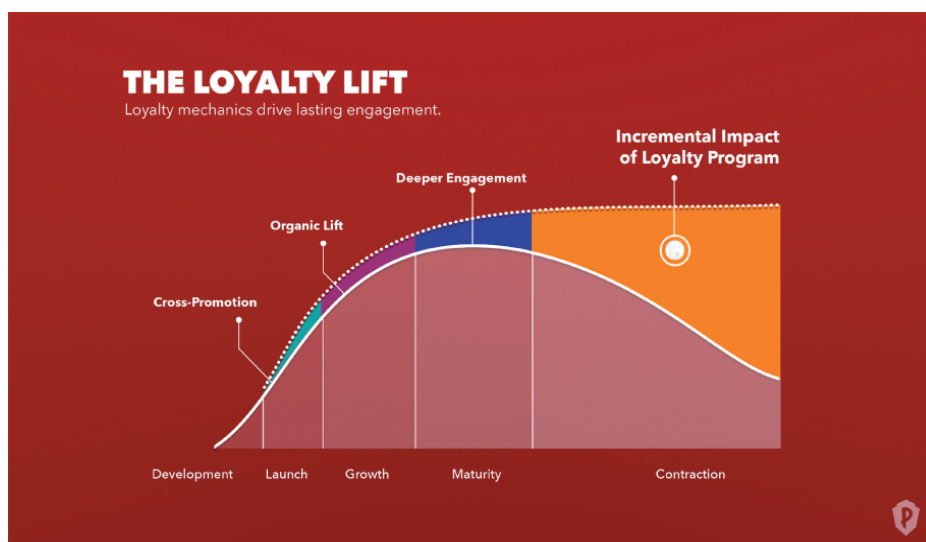 THE LOYALTY LIFT
Loyalty mechanics drive lasting engagement.
Incremental Impact
of Loyalty Program
Deeper Engagement
Organic Lift
Cross-Promotion
Development
Launch
Growth
Maturity
Contraction
P